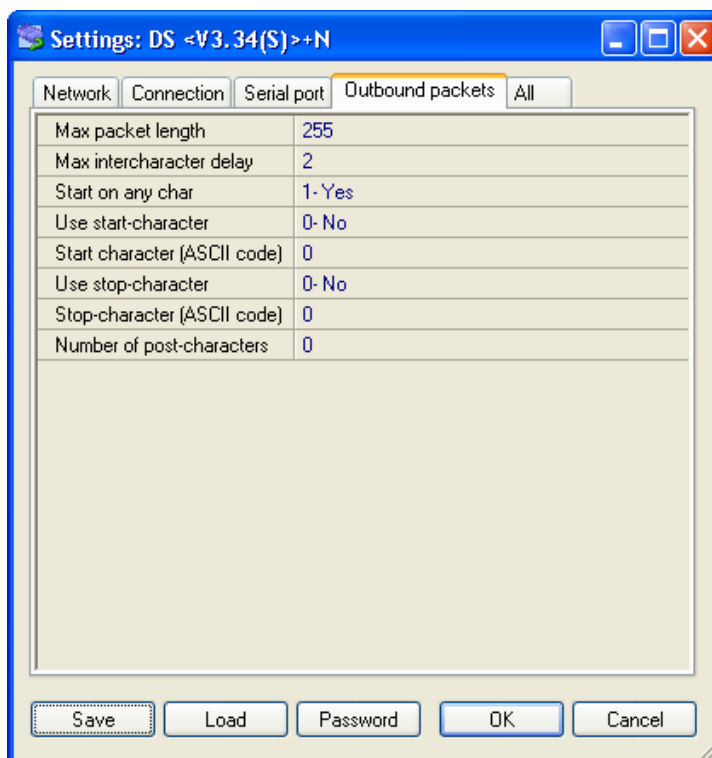 Settings: DS <V3.34(S)>+N
Network Connection Serial port Outbound packets All
Max packet length 255
Max intercharacter delay 2
Start on any char 1- Yes
Use start-character 0- No
Start character (ASCII code) 0
Use stop-character 0- No
Stop-character (ASCII code) 0
Number of post-characters 0
Save Load Password OK Cancel